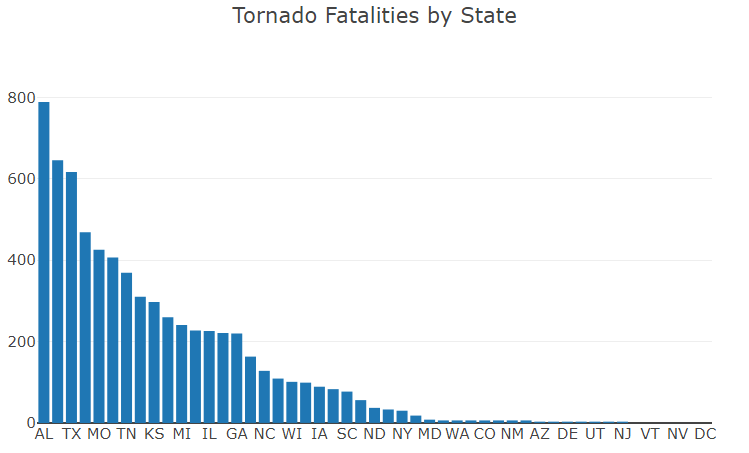 Tornado Fatalities by State
800
600
400
200
0
AL TX MO TN KS MI IL GA NC WI IA SC ND NY MD WA CO NM AZ DE UT NJ VT NV DC